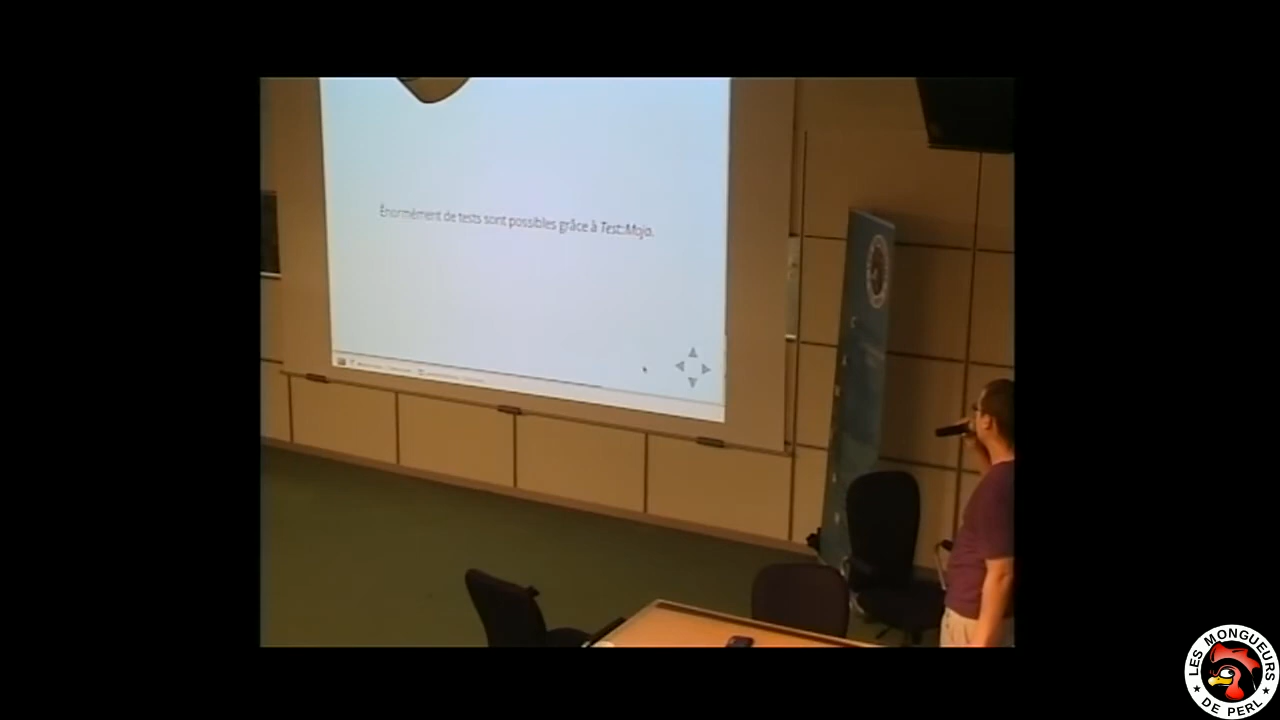 Énormément de tests sont possibles grâce à Test::Mojo.
LES MONGUEURS
DE PERL